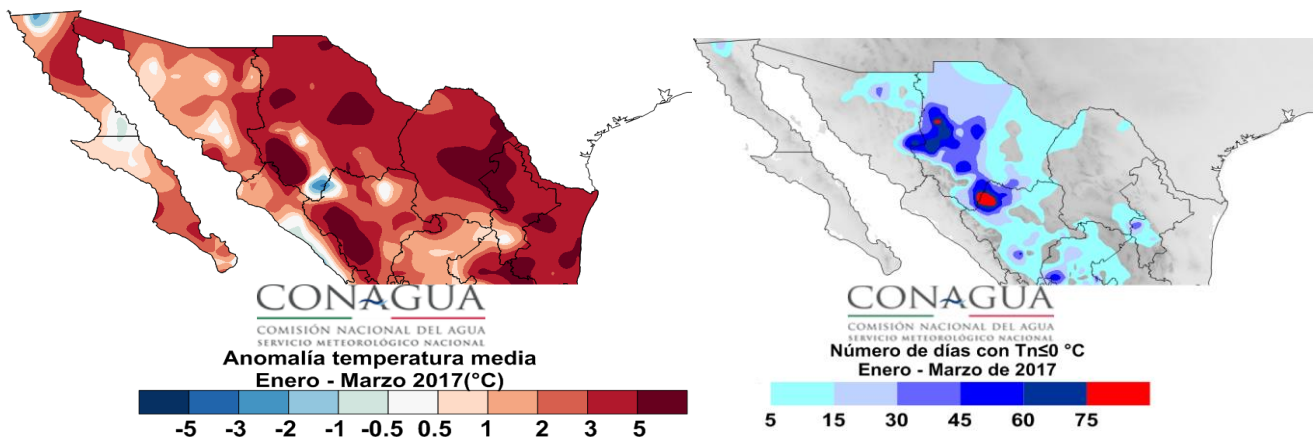 CONAGUA
COMISIÓN NACIONAL DEL AGUA
SERVICIO METEOROLÓGICO NACIONAL
Anomalía temperatura media
Enero - Marzo 2017(°C)
-5 -3 -2 -1 -0.5 0.5 1 2 3 5
CONAGUA
COMISIÓN NACIONAL DEL AGUA
SERVICIO METEOROLÓGICO NACIONAL
Número de días con Tn≤0 °C
Enero - Marzo de 2017
5 15 30 45 60 75